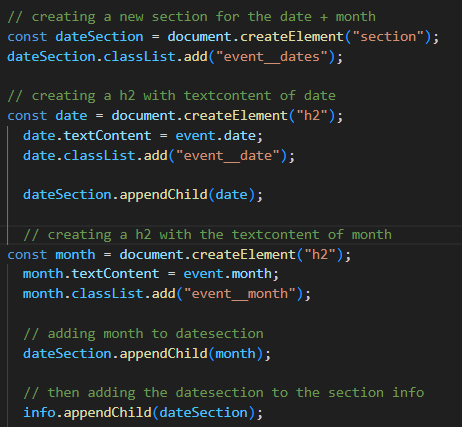 // creating a new section for the date + month
const dateSection = document.createElement("section");
dateSection.classList.add("event__dates");
// creating a h2 with textcontent of date
const date = document.createElement("h2");
date.textContent = event.date;
date.classList.add("event__date");
dateSection.appendChild(date);
// creating a h2 with the textcontent of month
const month = document.createElement("h2");
month.textContent = event.month;
month.classList.add("event__month");
// adding month to datesection
dateSection.appendChild(month);
// then adding the datesection to the section info
info.appendChild(dateSection);